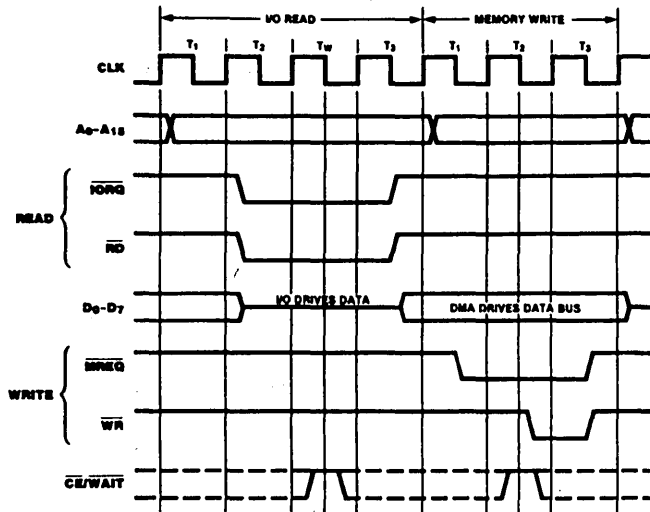 I/O READ MEMORY WRITE
T1 T2 TW T3 T1 T2 T3
CLK
A0-A15
READ
IORQ
RD
D0-D7 I/O DRIVES DATA DMA DRIVES DATA BUS
WRITE
MREQ
WR
CE/WAIT